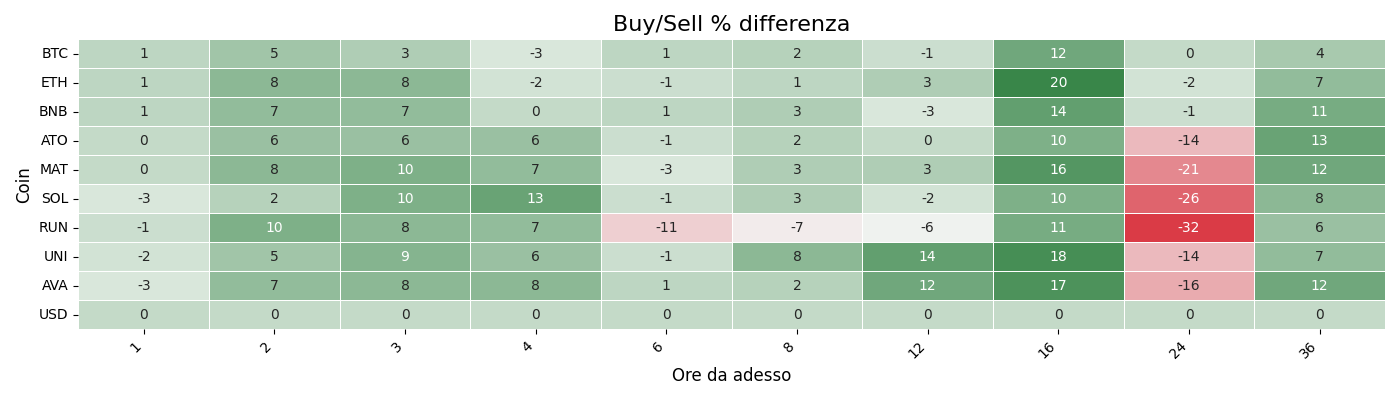 Buy/Sell % differenza
Coin
BTC 1 5 3 -3 1 2 -1 12 0 4
ETH 1 8 8 -2 -1 1 3 20 -2 7
BNB 1 7 7 0 1 3 -3 14 -1 11
ATO 0 6 6 6 -1 2 0 10 -14 13
MAT 0 8 10 7 -3 3 3 16 -21 12
SOL -3 2 10 13 -1 3 -2 10 -26 8
RUN -1 10 8 7 -11 -7 -6 11 -32 6
UNI -2 5 9 6 -1 8 14 18 -14 7
AVA -3 7 8 8 1 2 12 17 -16 12
USD 0 0 0 0 0 0 0 0 0 0
1 2 3 4 6 8 12 16 24 36
Ore da adesso